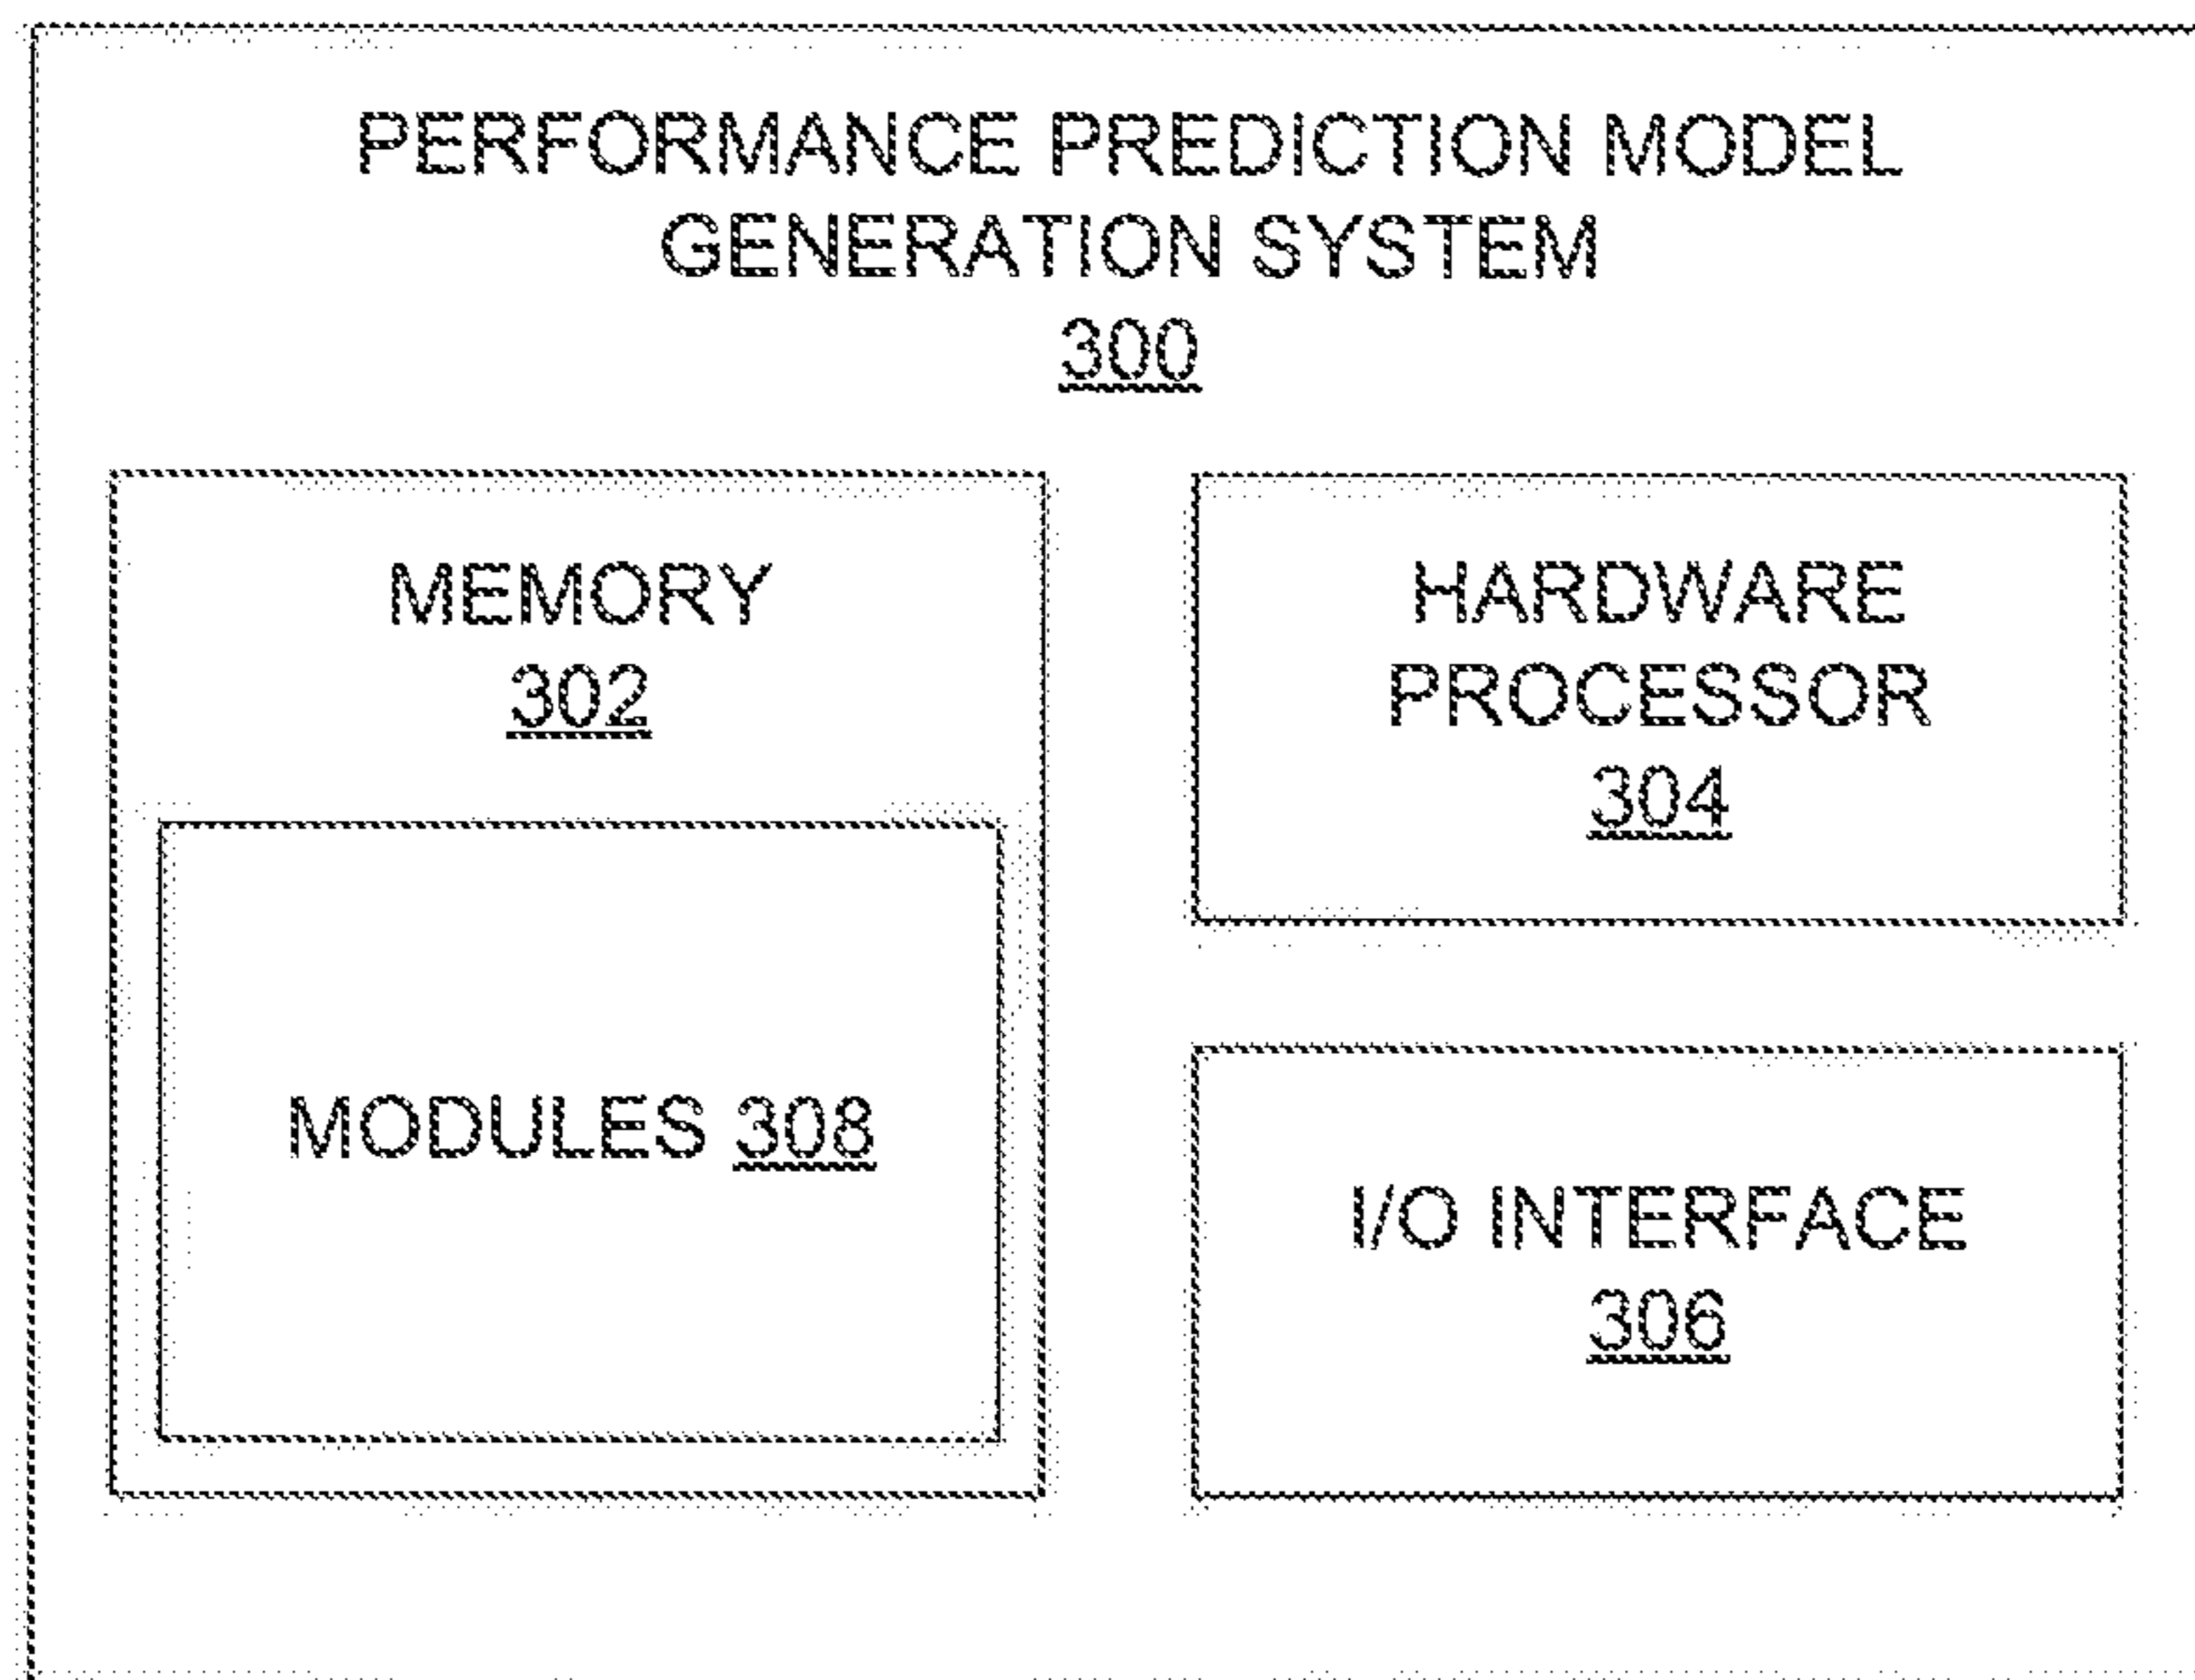 PERFORMANCE PREDICTION MODEL
GENERATION SYSTEM
300
MEMORY
302
MODULES 308
HARDWARE
PROCESSOR
304
I/O INTERFACE
306